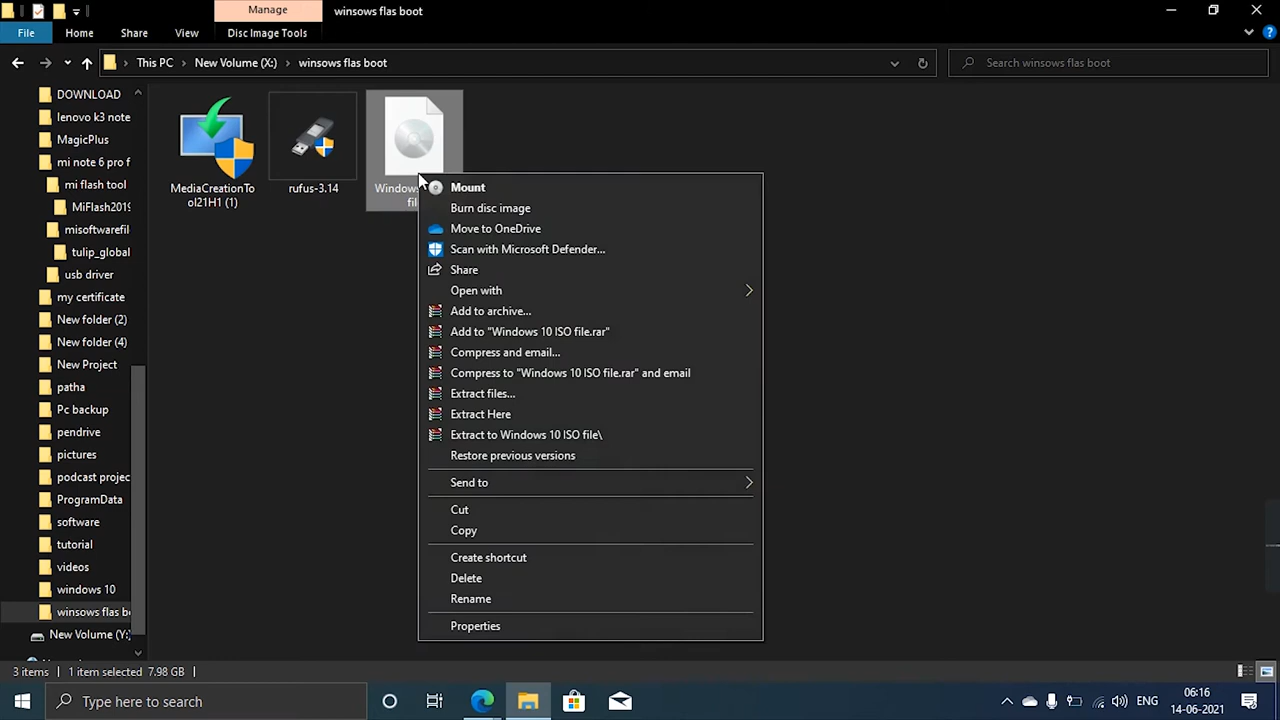 Manage
winsows flas boot
File
Home
Share
View
Disc Image Tools
This PC
New Volume (X:)
winsows flas boot
Search winsows flas boot
DOWNLOAD
lenovo k3 note
MagicPlus
mi note 6 pro f
mi flash tool
MiFlash2019
misoftwarefil
tulip_global
usb driver
my certificate
New folder (2)
New folder (4)
New Project
patha
Pc backup
pendrive
pictures
podcast projec
ProgramData
software
tutorial
videos
windows 10
winsows flas b
New Volume (Y:
MediaCreationTo
ol21H1 (1)
rufus-3.14
Windows
fil
Mount
Burn disc image
Move to OneDrive
Scan with Microsoft Defender...
Share
Open with
Add to archive...
Add to "Windows 10 ISO file.rar"
Compress and email...
Compress to "Windows 10 ISO file.rar" and email
Extract files...
Extract Here
Extract to Windows 10 ISO file\
Restore previous versions
Send to
Cut
Copy
Create shortcut
Delete
Rename
Properties
3 items
1 item selected 7.98 GB
Type here to search
ENG
06:16
14-06-2021